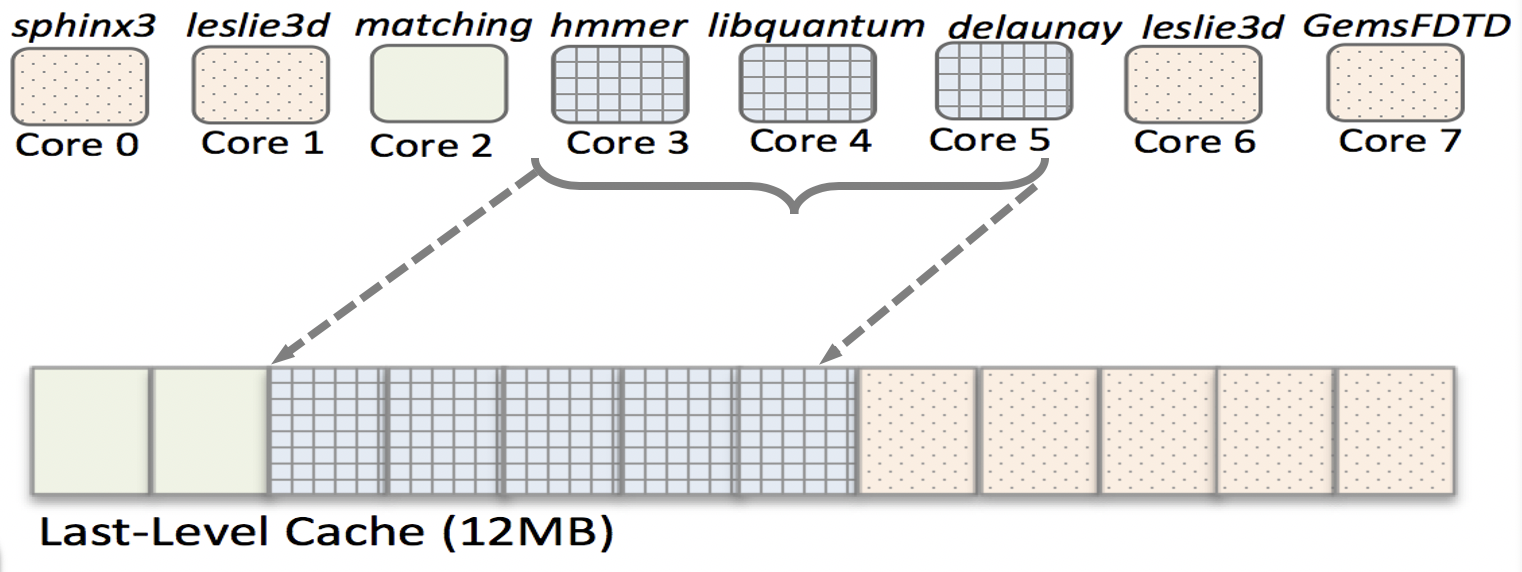 sphinx3 leslie3d matching hmmer libquantum delaunay leslie3d GemsFDTD
Core 0 Core 1 Core 2 Core 3 Core 4 Core 5 Core 6 Core 7
Last-Level Cache (12MB)